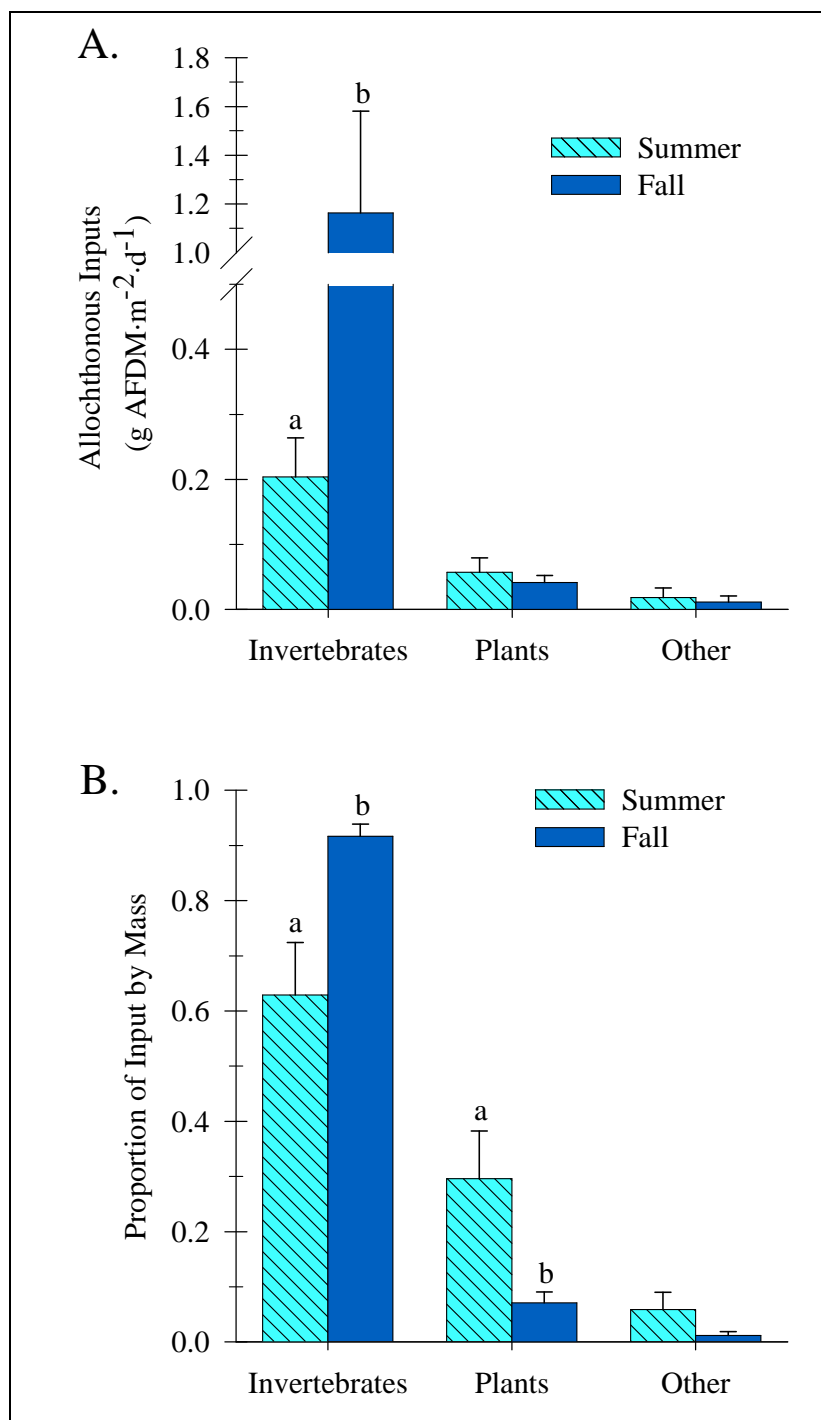 A.
1.8
1.6
1.4
1.2
1.0
0.4
0.2
0.0
Allochthonous Inputs
(g AFDM·m⁻²·d⁻¹)
a
b
Summer
Fall
Invertebrates Plants Other
B.
1.0
0.8
0.6
0.4
0.2
0.0
Proportion of Input by Mass
a
b
a
b
Summer
Fall
Invertebrates Plants Other